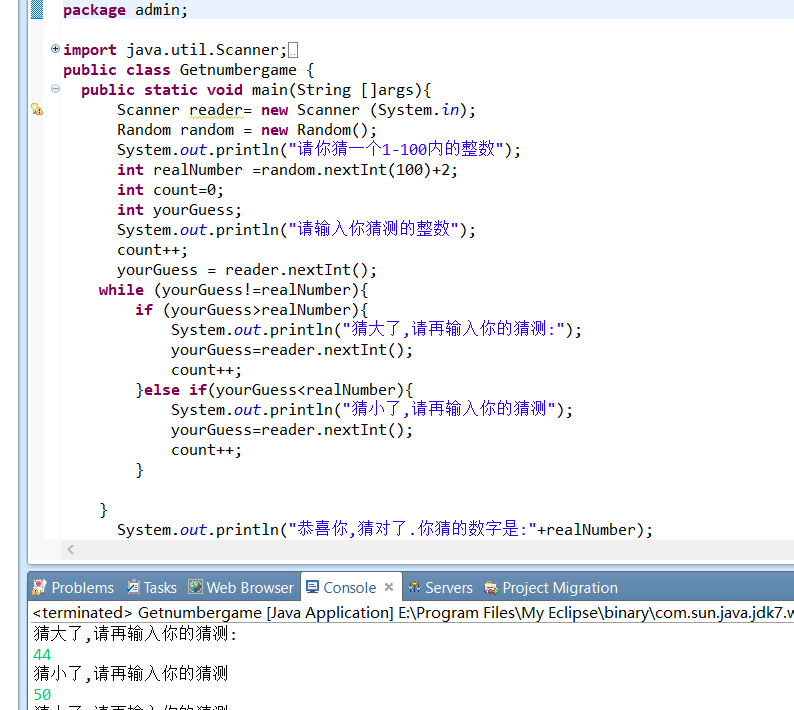 package admin;
import java.util.Scanner;
public class Getnumbergame {
public static void main(String []args){
Scanner reader= new Scanner (System.in);
Random random = new Random();
System.out.println("请你猜一个1-100内的整数");
int realNumber =random.nextInt(100)+2;
int count=0;
int yourGuess;
System.out.println("请输入你猜测的整数");
count++;
yourGuess = reader.nextInt();
while (yourGuess!=realNumber){
if (yourGuess>realNumber){
System.out.println("猜大了,请再输入你的猜测:");
yourGuess=reader.nextInt();
count++;
}else if(yourGuess<realNumber){
System.out.println("猜小了,请再输入你的猜测");
yourGuess=reader.nextInt();
count++;
}
}
System.out.println("恭喜你,猜对了.你猜的数字是:"+realNumber);
Problems Tasks Web Browser Console Servers Project Migration
<terminated> Getnumbergame [Java Application] E:\Program Files\My Eclipse\binary\com.sun.java.jdk7.w
猜大了,请再输入你的猜测:
44
猜小了,请再输入你的猜测
50